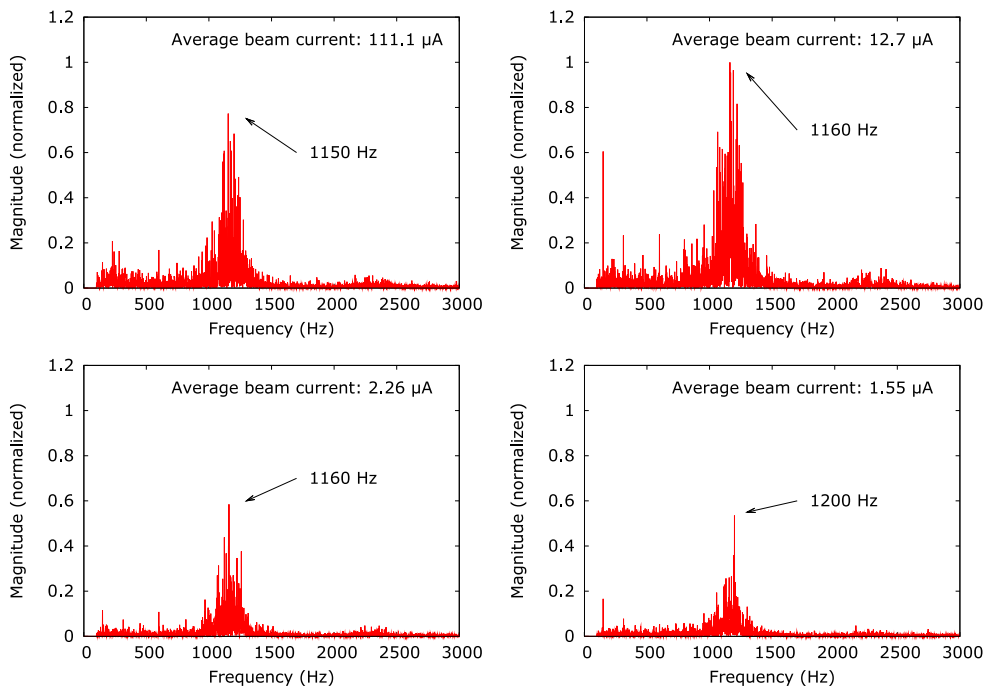 Average beam current: 111.1 µA
1150 Hz
Magnitude (normalized)
0
0.2
0.4
0.6
0.8
1
1.2
0 500 1000 1500 2000 2500 3000
Frequency (Hz)
Average beam current: 12.7 µA
1160 Hz
Magnitude (normalized)
0
0.2
0.4
0.6
0.8
1
1.2
0 500 1000 1500 2000 2500 3000
Frequency (Hz)
Average beam current: 2.26 µA
1160 Hz
Magnitude (normalized)
0
0.2
0.4
0.6
0.8
1
1.2
0 500 1000 1500 2000 2500 3000
Frequency (Hz)
Average beam current: 1.55 µA
1200 Hz
Magnitude (normalized)
0
0.2
0.4
0.6
0.8
1
1.2
0 500 1000 1500 2000 2500 3000
Frequency (Hz)